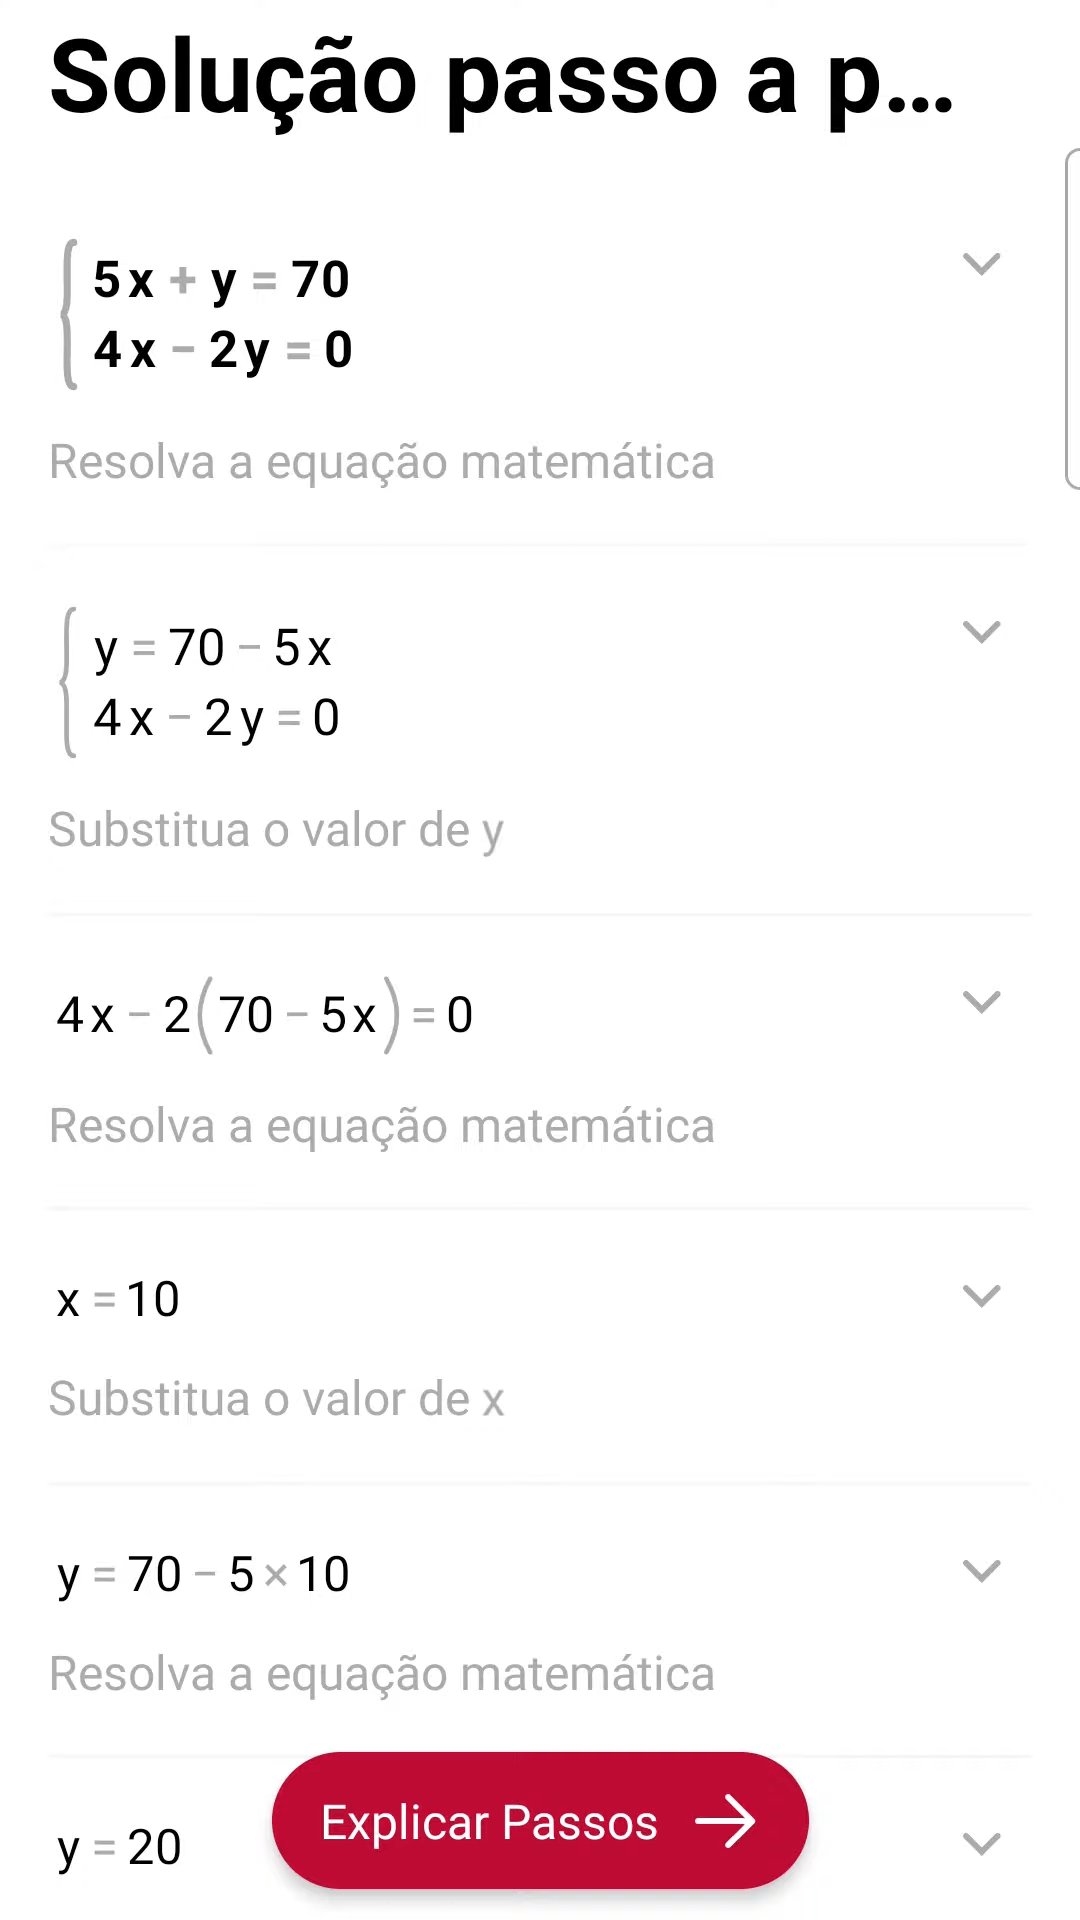 Solução passo a p...
5x + y = 70
4x − 2y = 0
Resolva a equação matemática
y = 70 − 5x
4x − 2y = 0
Substitua o valor de y
4x − 2(70 − 5x) = 0
Resolva a equação matemática
x = 10
Substitua o valor de x
y = 70 − 5 × 10
Resolva a equação matemática
Explicar Passos
y = 20